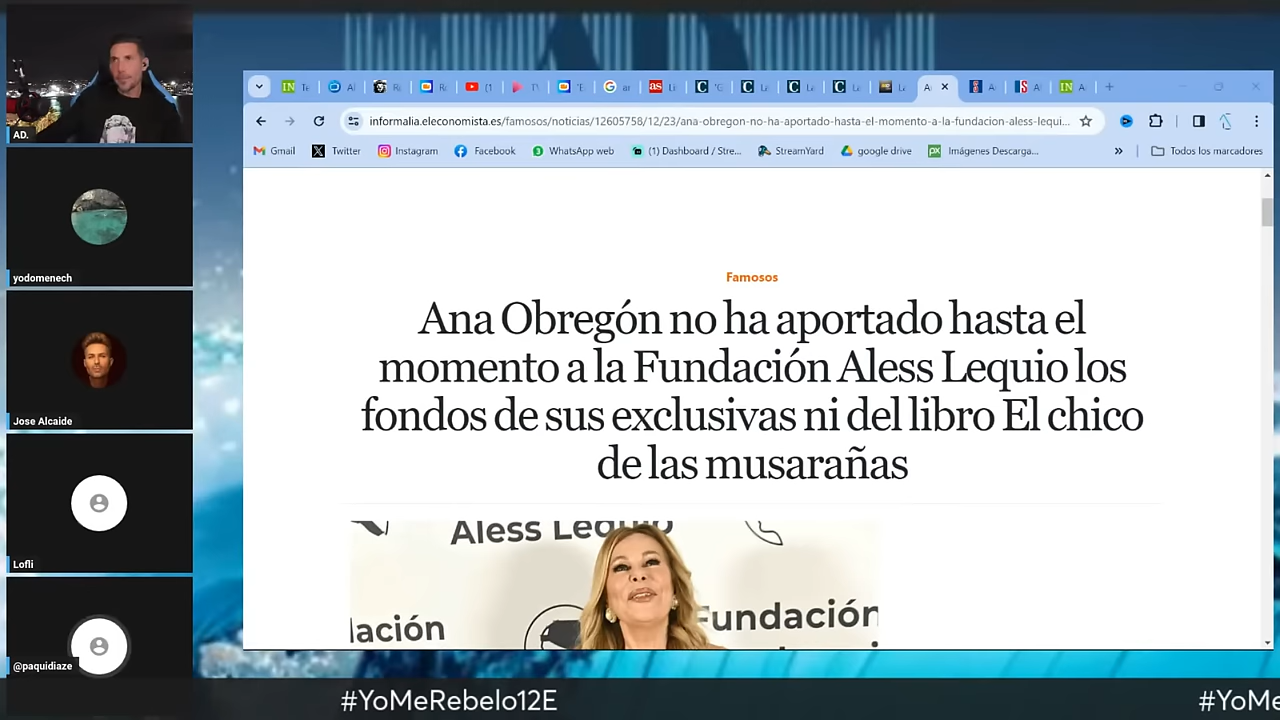 AD.
yodomenech
Jose Alcaide
Lofli
@paquidiaze
informalia.eleconomista.es/famosos/noticias/12605758/12/23/ana-obregon-no-ha-aportado-hasta-el-momento-a-la-fundacion-aless-lequi...
Gmail Twitter Instagram Facebook WhatsApp web (1) Dashboard / Stre... StreamYard google drive Imágenes Descarga... » Todos los marcadores
Famosos
Ana Obregón no ha aportado hasta el
momento a la Fundación Aless Lequio los
fondos de sus exclusivas ni del libro El chico
de las musarañas
Aless Lequio
lación
Fundación
#YoMeRebelo12E #YoMe